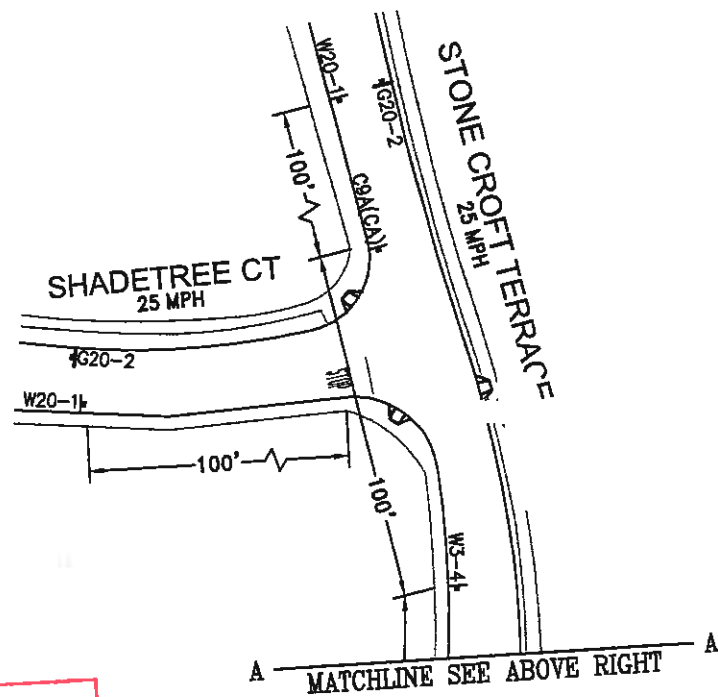 W20-1
G20-2
STONE CROFT TERRACE
25 MPH
100'
C9A(CA)
SHADETREE CT
25 MPH
G20-2
W20-1
100'
100'
W3-4
A A
MATCHLINE SEE ABOVE RIGHT